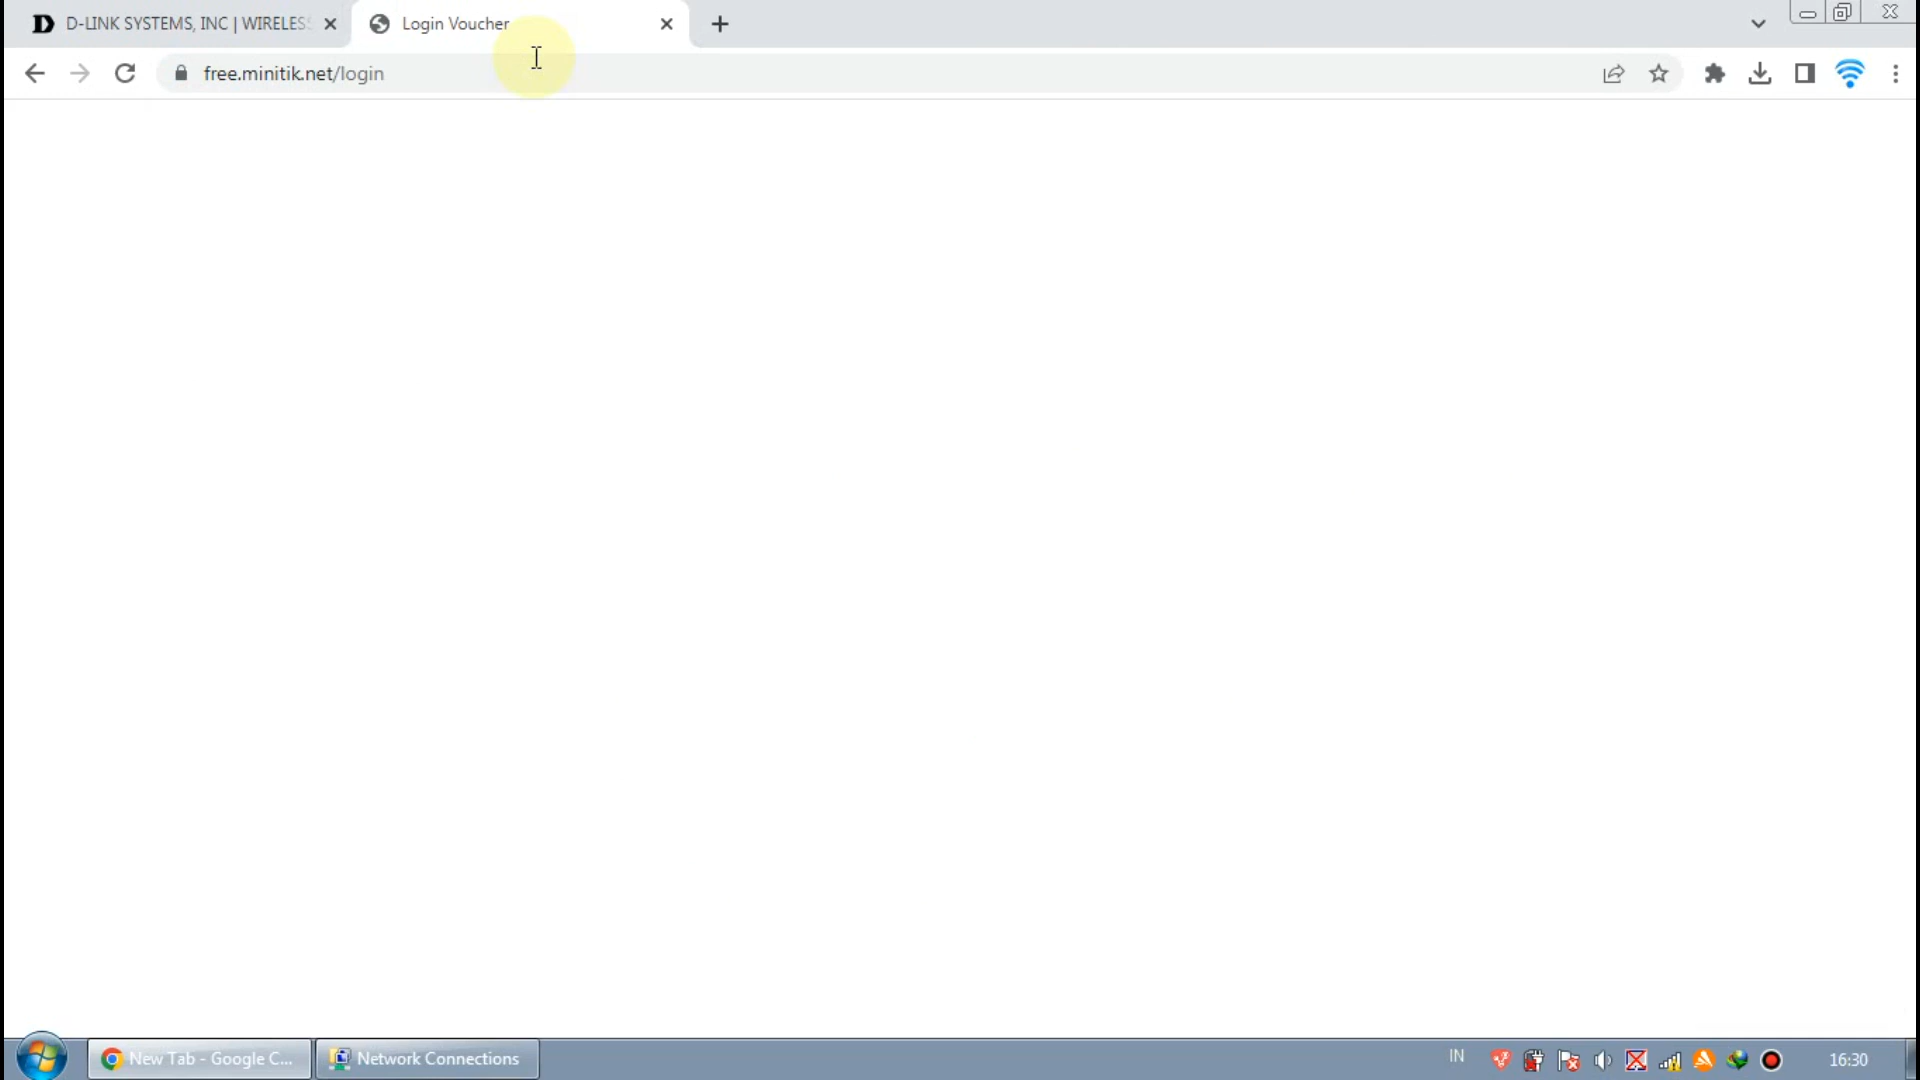 D-LINK SYSTEMS, INC | WIRELES
Login Voucher
free.minitik.net/login
New Tab - Google C...
Network Connections
IN
16:30